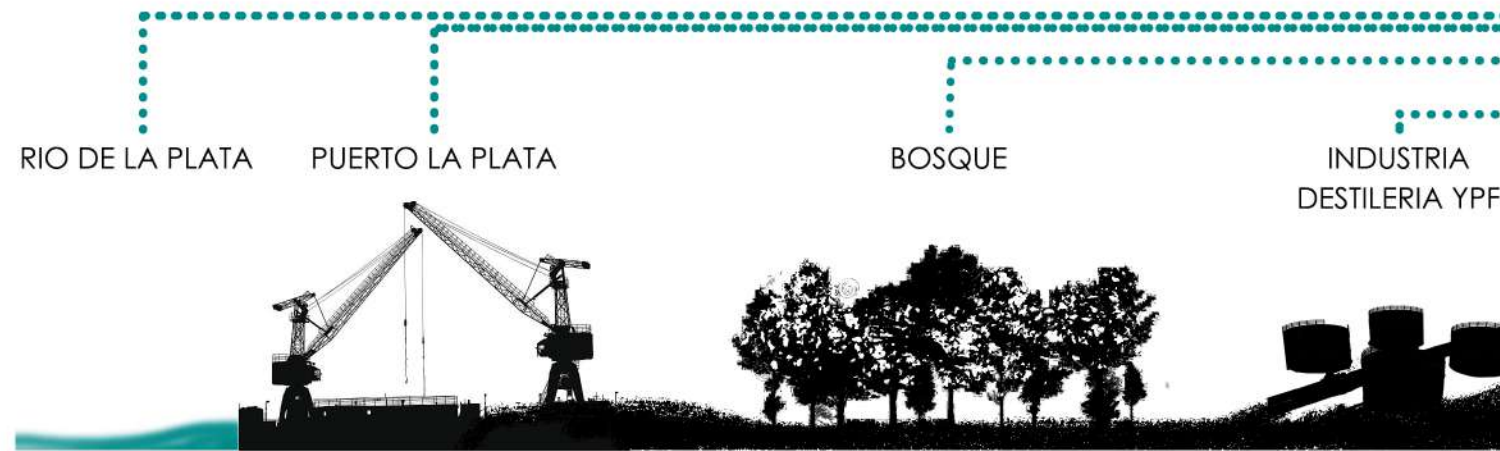 RIO DE LA PLATA
PUERTO LA PLATA
BOSQUE
INDUSTRIA
DESTILERIA YPF